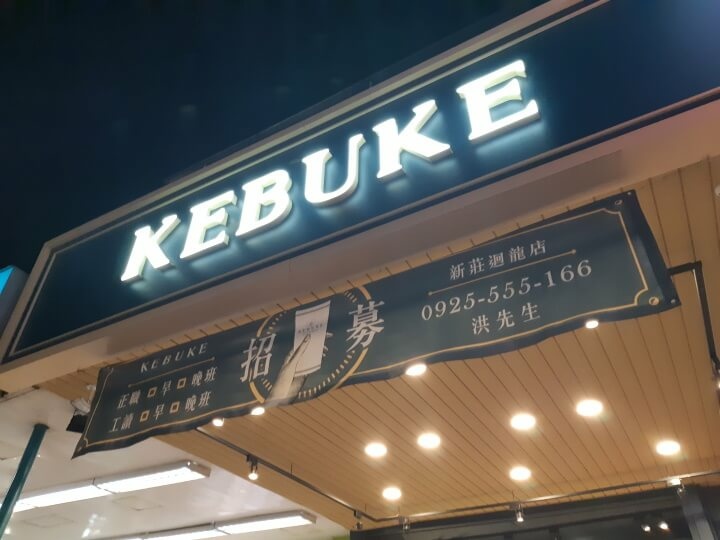 KEBUKE
KEBUKE
正職 早 晚班
工讀 早 晚班
招募
KEBUKE
新莊迴龍店
0925-555-166
洪先生